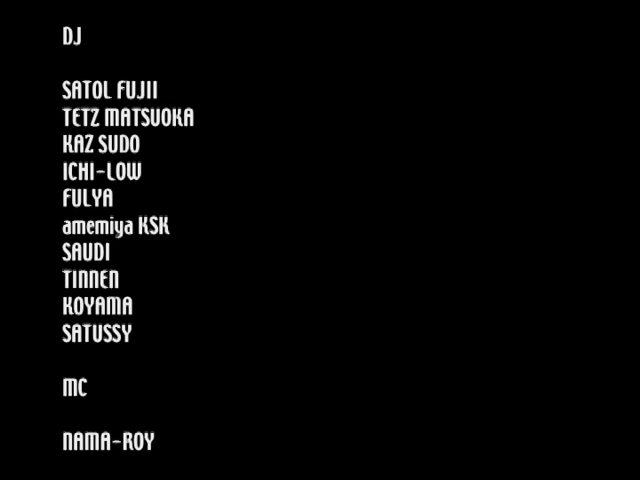 DJ
SATOL FUJII
TETZ MATSUOKA
KAZ SUDO
ICHI-LOW
FULYA
amemiya KSK
SAUDI
TINNEN
KOYAMA
SATUSSY
MC
NAMA-ROY